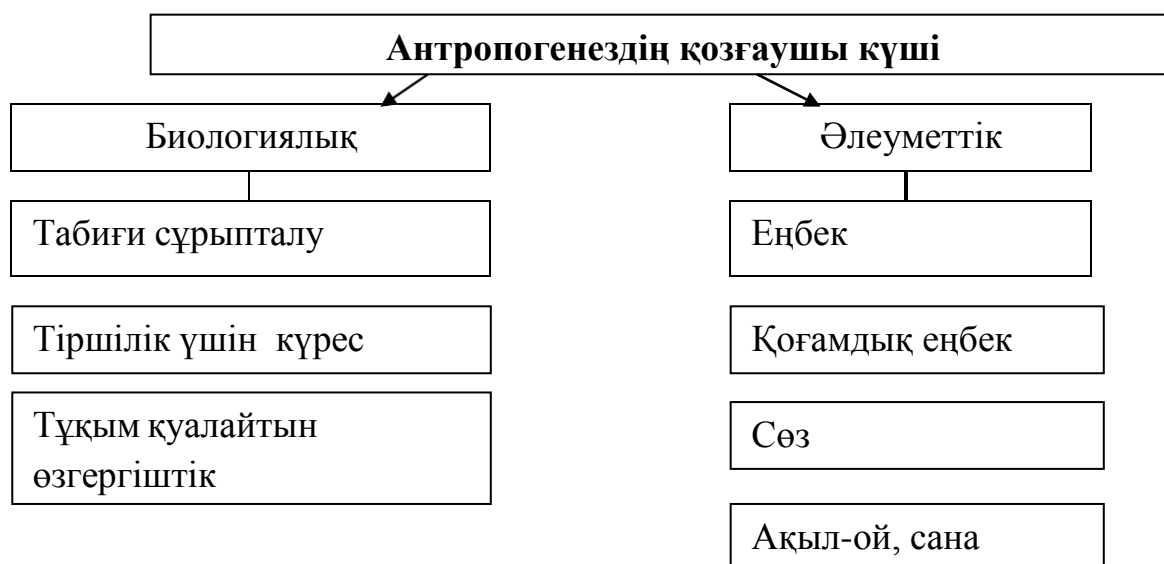 Антропогенездің қозғаушы күші
Биологиялық
Әлеуметтік
Табиғи сұрыпталу
Еңбек
Тіршілік үшін күрес
Қоғамдық еңбек
Тұқым қуалайтын
өзгергіштік
Сөз
Ақыл-ой, сана